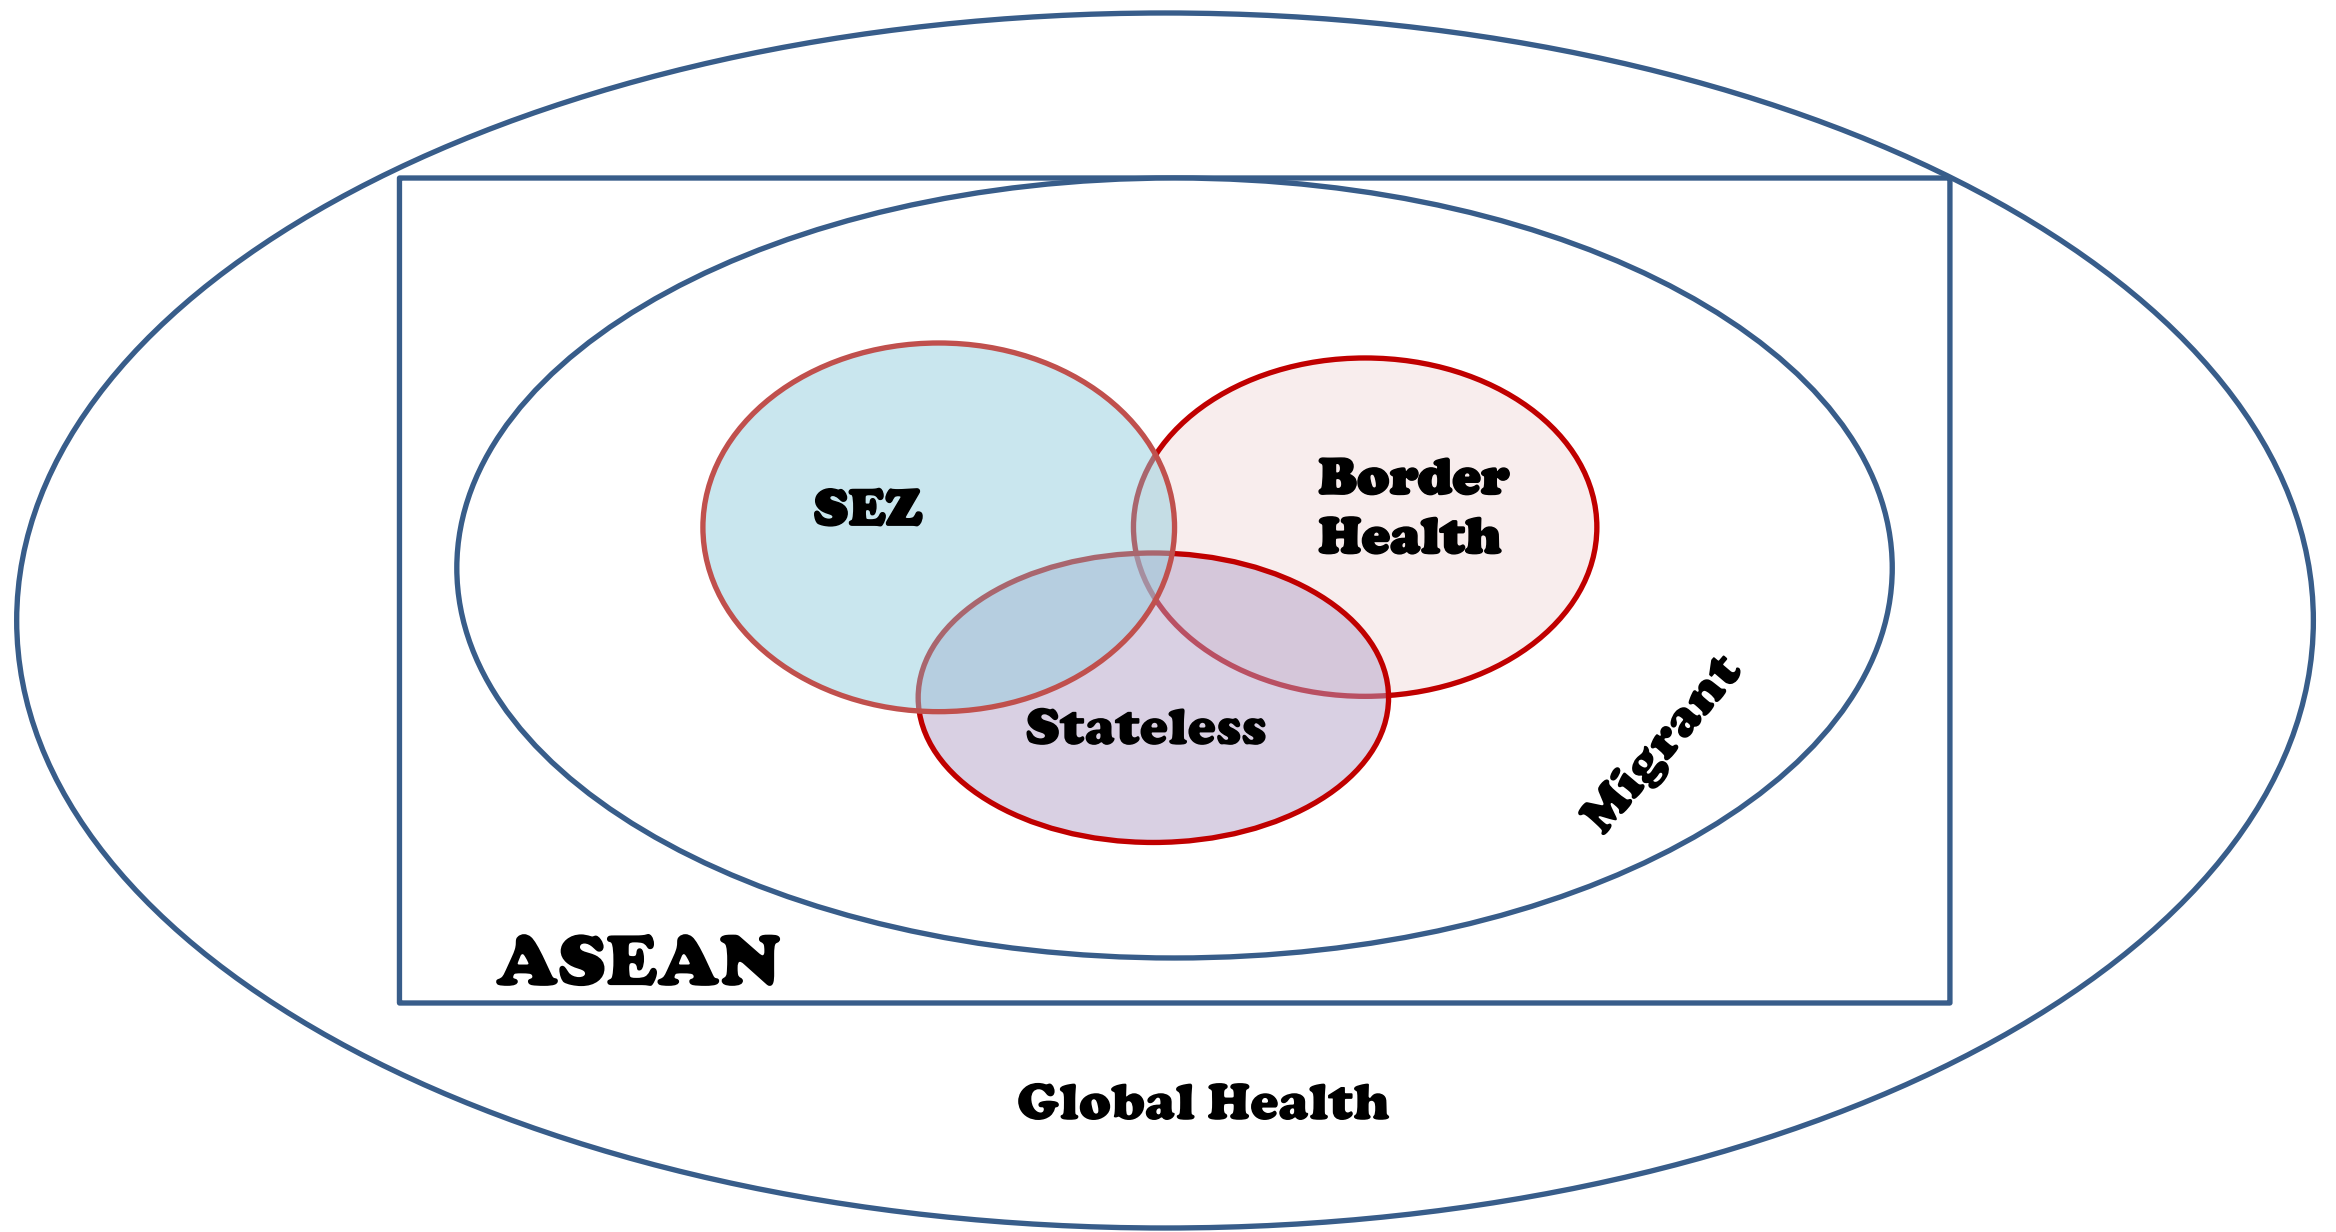 SEZ
Border
Health
Stateless
Migrant
ASEAN
Global Health